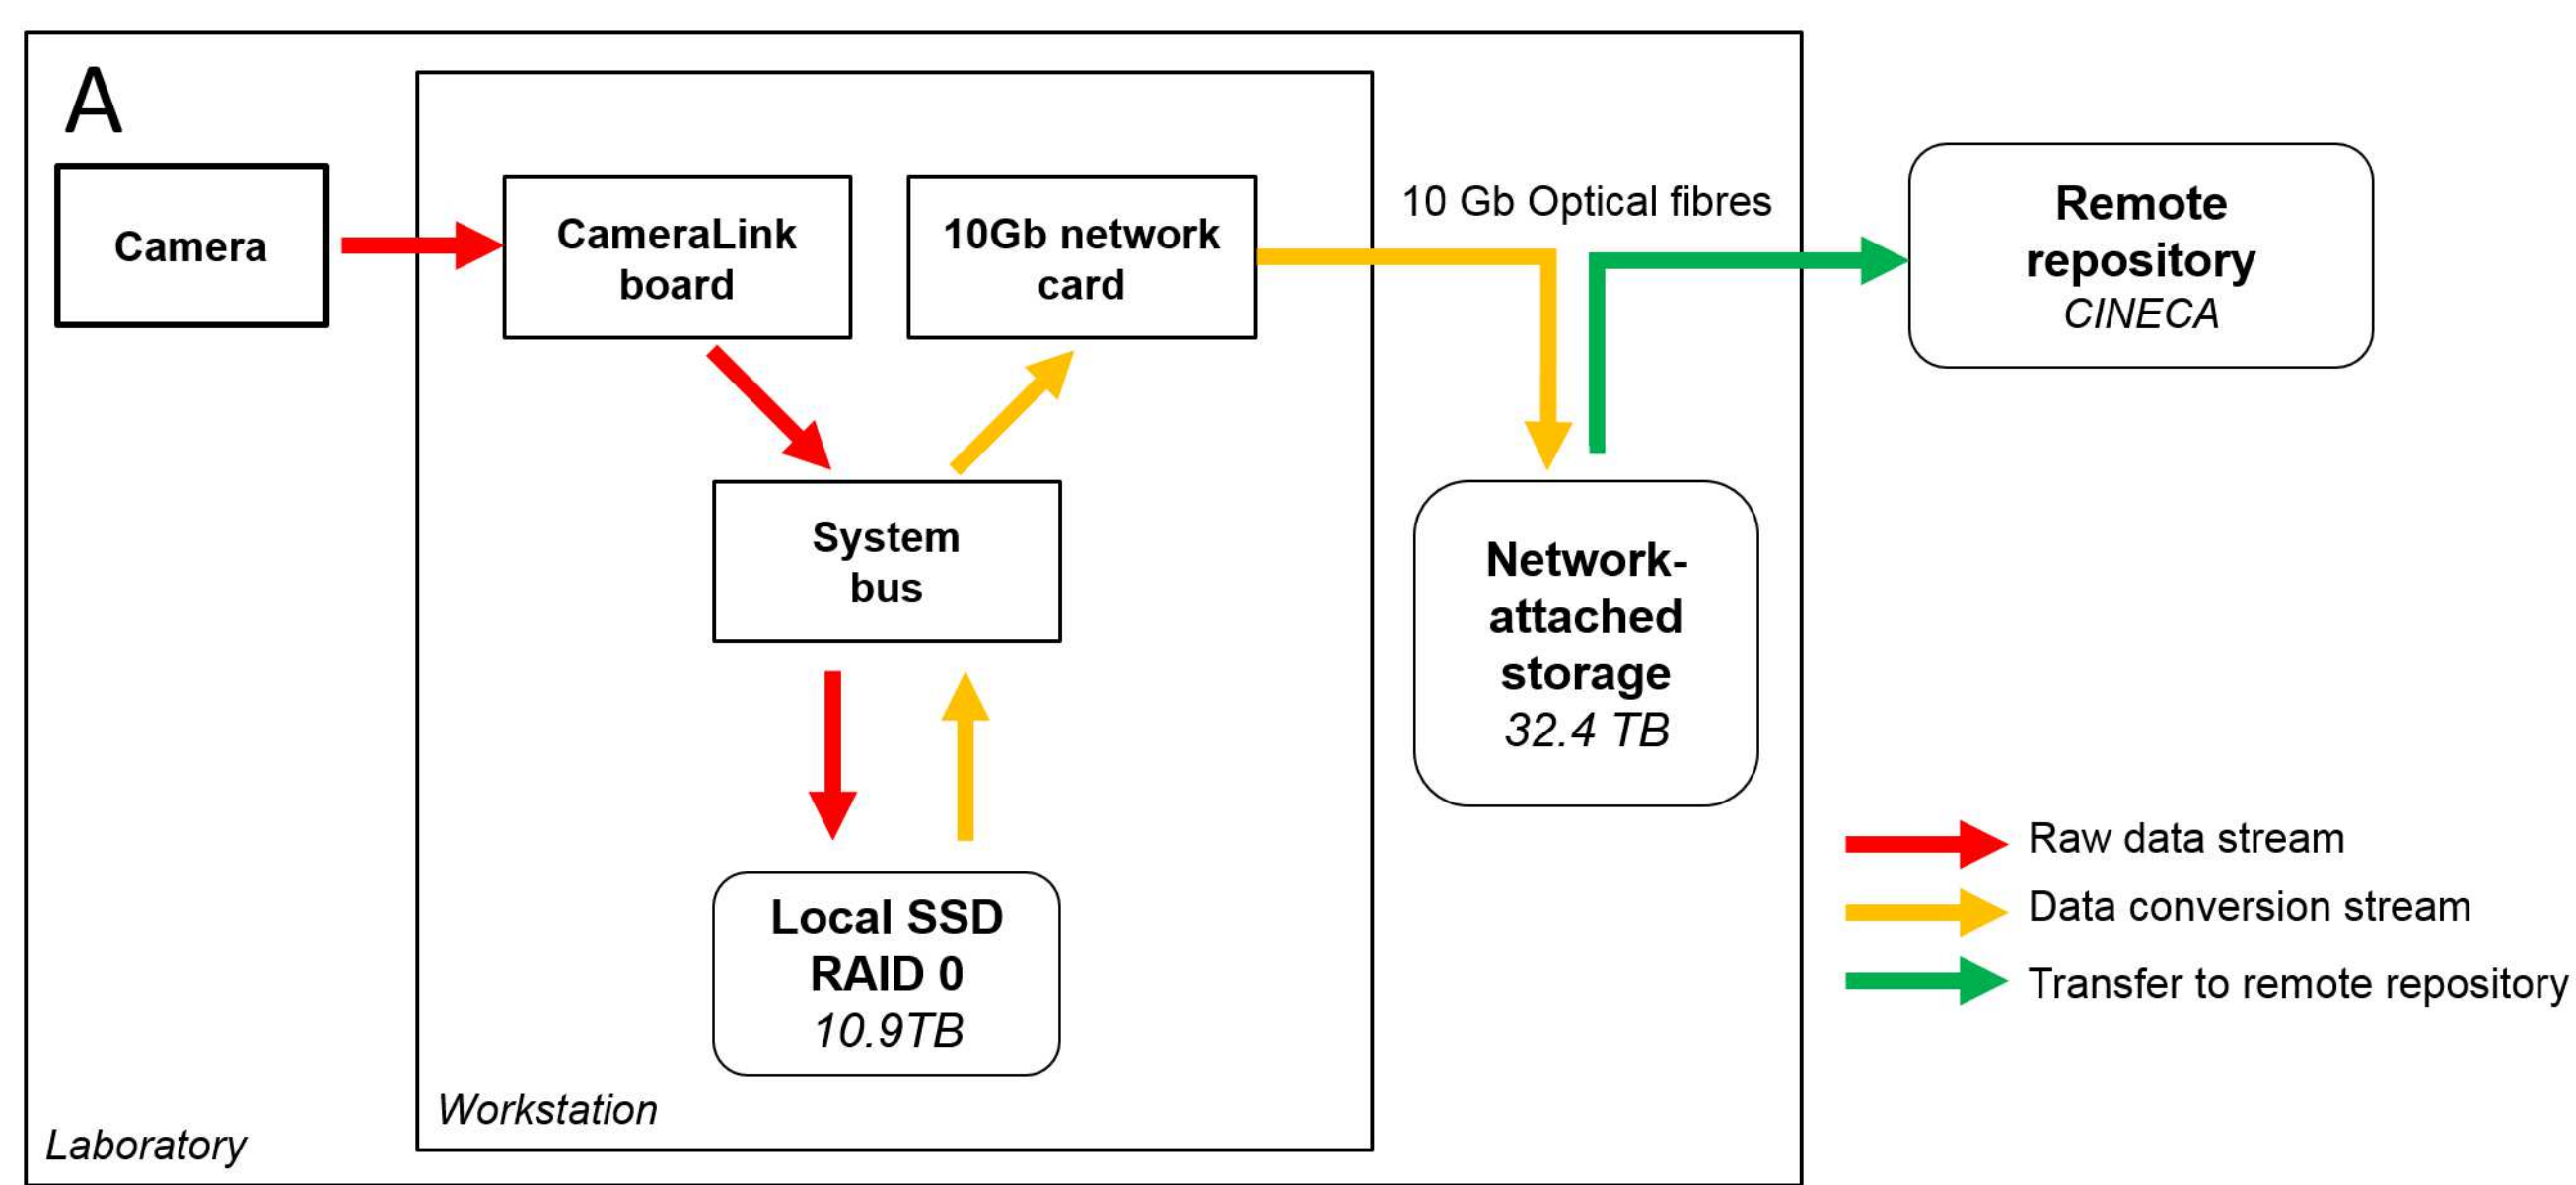 A
Camera
CameraLink
board
10Gb network
card
10 Gb Optical fibres
Remote
repository
CINECA
System
bus
Network-
attached
storage
32.4 TB
Local SSD
RAID 0
10.9TB
Workstation
Laboratory
Raw data stream
Data conversion stream
Transfer to remote repository